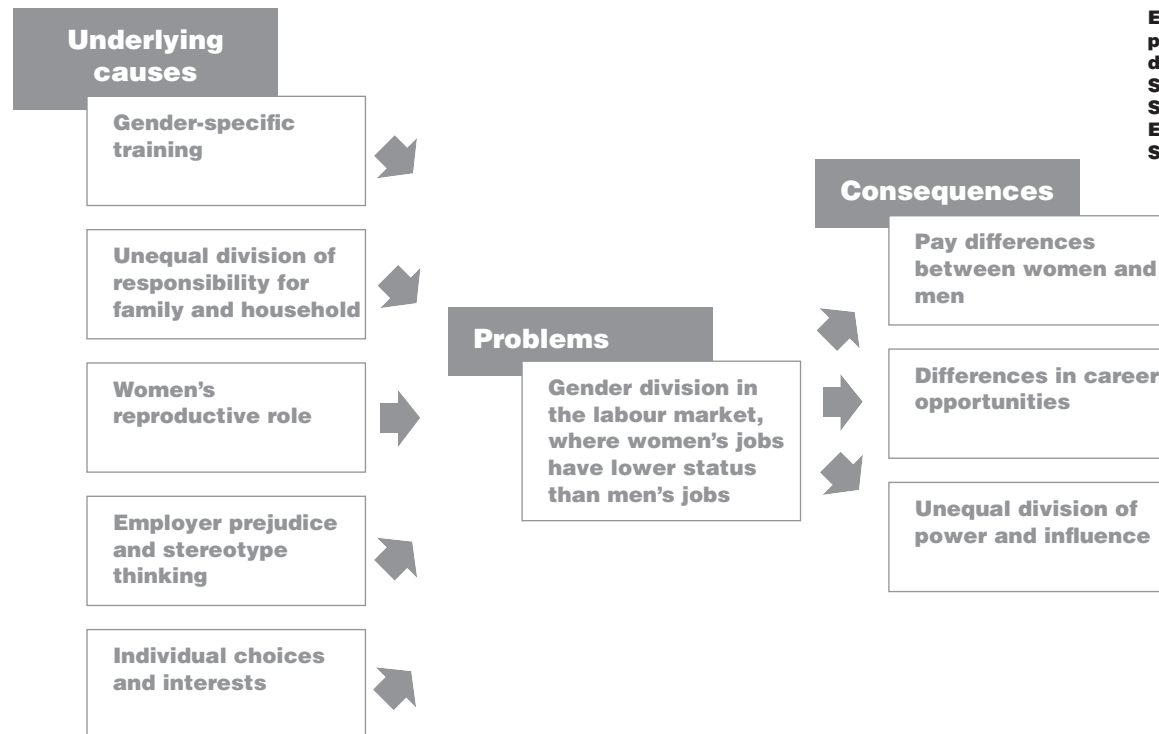 Underlying
causes
Gender-specific
training
Unequal division of
responsibility for
family and household
Women’s
reproductive role
Employer prejudice
and stereotype
thinking
Individual choices
and interests
Problems
Gender division in
the labour market,
where women’s jobs
have lower status
than men’s jobs
Consequences
Pay differences
between women and
men
Differences in career
opportunities
Unequal division of
power and influence